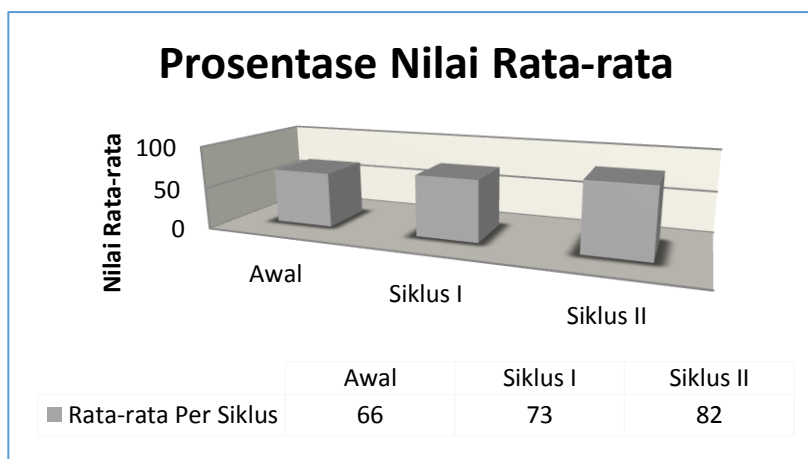 Prosentase Nilai Rata-rata
Nilai Rata-rata
100
50
0
Awal
Siklus I
Siklus II
Awal Siklus I Siklus II
Rata-rata Per Siklus 66 73 82